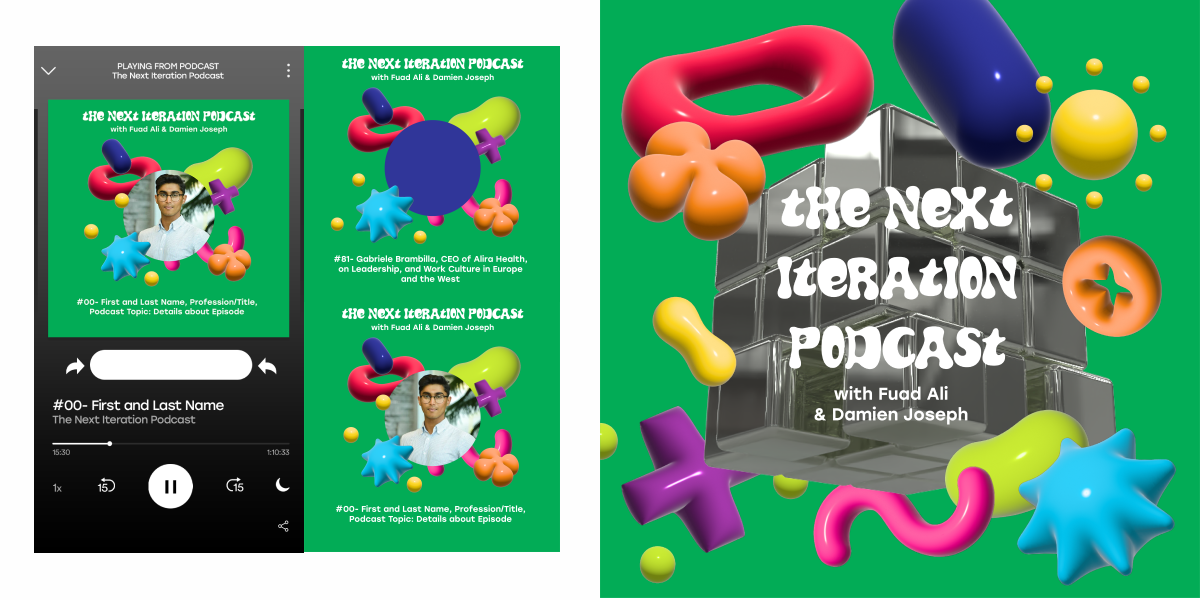 PLAYING FROM PODCAST
The Next Iteration Podcast
tHe NeXt IteRAtION PODCASt
with Fuad Ali & Damien Joseph
#00- First and Last Name, Profession/Title,
Podcast Topic: Details about Episode
#00- First and Last Name
The Next Iteration Podcast
15:30
1:10:33
1x
15
15
tHe NeXt IteRAtION PODCASt
with Fuad Ali & Damien Joseph
#81- Gabriele Brambilla, CEO of Alira Health,
on Leadership, and Work Culture in Europe
and the West
tHe NeXt IteRAtION PODCASt
with Fuad Ali & Damien Joseph
#00- First and Last Name, Profession/Title,
Podcast Topic: Details about Episode
tHe NeXt
IteRAtION
PODCASt
with Fuad Ali
& Damien Joseph